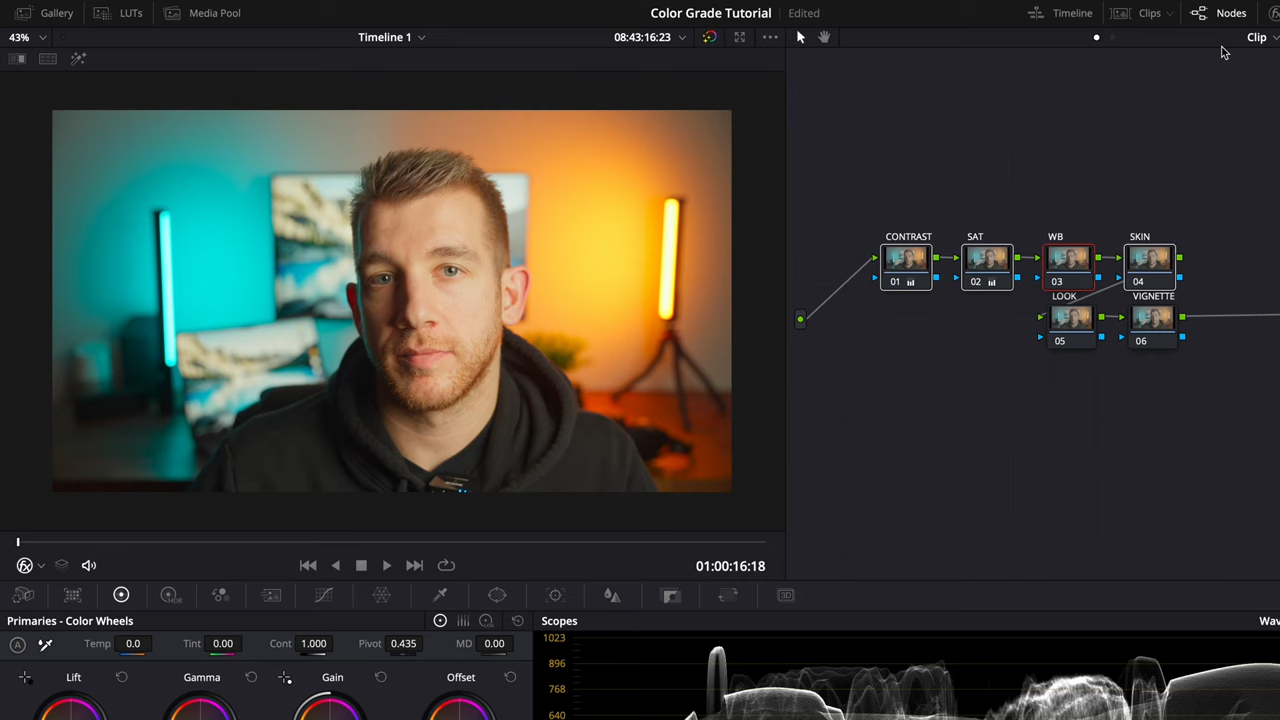 Gallery LUTs Media Pool Color Grade Tutorial Edited Timeline Clips Nodes
43% Timeline 1 08:43:16:23 Clip
CONTRAST SAT WB SKIN
01 02 03 04
LOOK VIGNETTE
05 06
01:00:16:18
HDR 3D
Primaries - Color Wheels Scopes
A Temp 0.0 Tint 0.00 Cont 1.000 Pivot 0.435 MD 0.00
1023
896
768
640
Lift Gamma Gain Offset